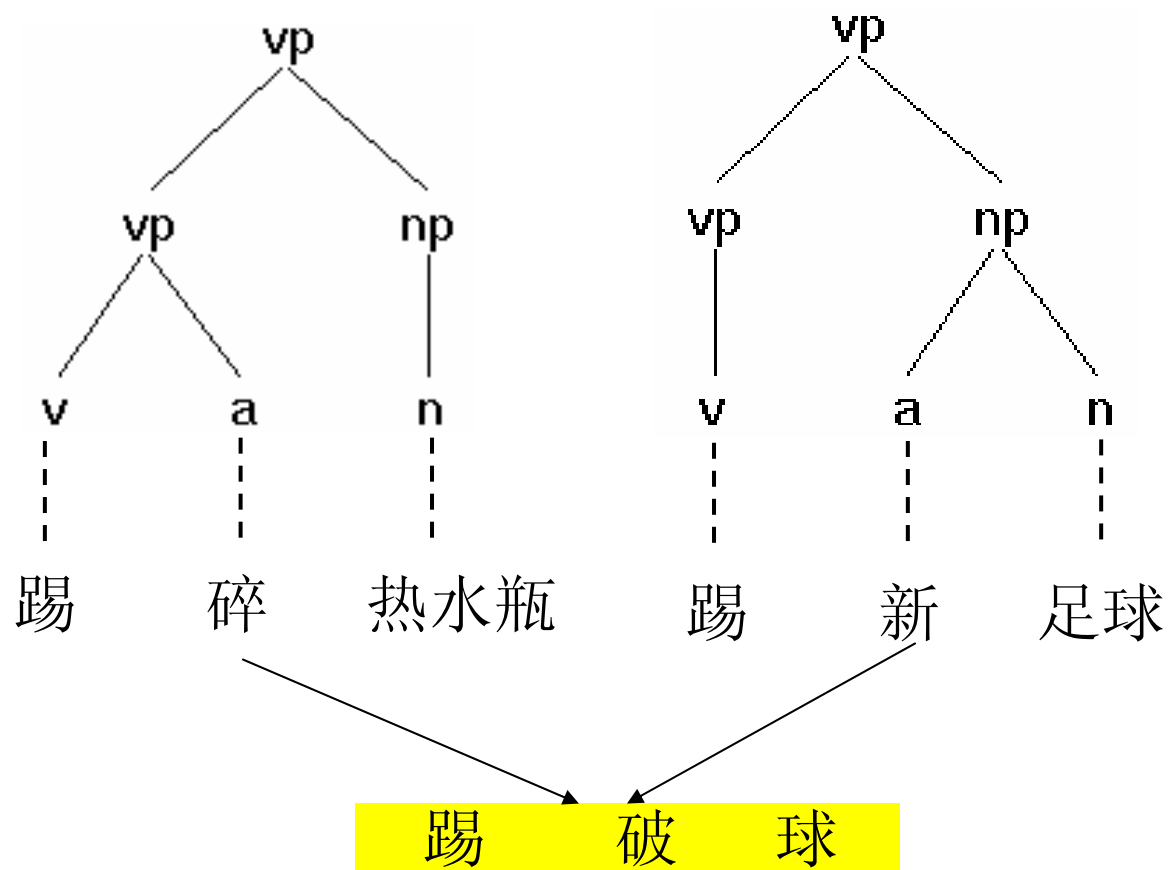 vp vp
vp np vp np
v a n v a n
踢 碎 热水瓶 踢 新 足球
踢 破 球